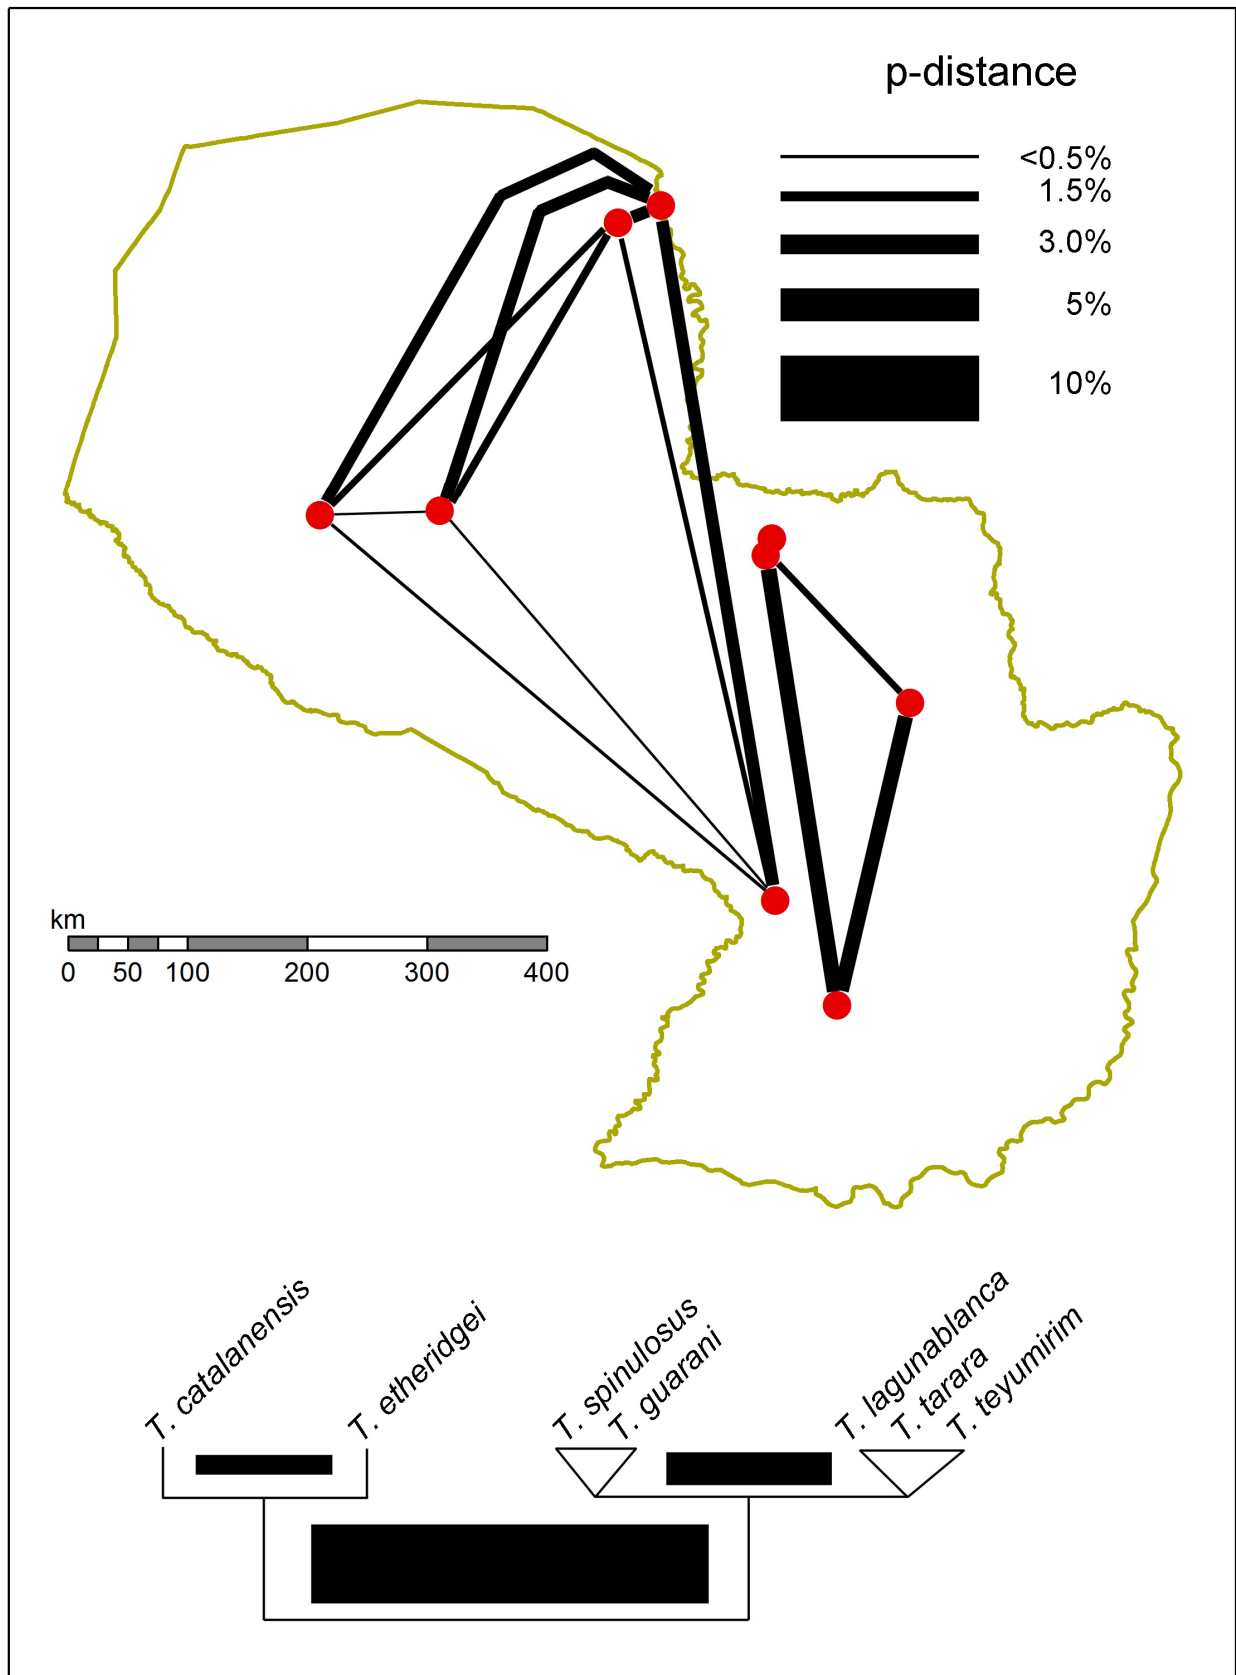 p-distance
<0.5%
1.5%
3.0%
5%
10%
km
0 50 100 200 300 400
T. catalanensis
T. etheridgei
T. spinulosus
T. guarani
T. lagunablanca
T. tarara
T. teyumirim